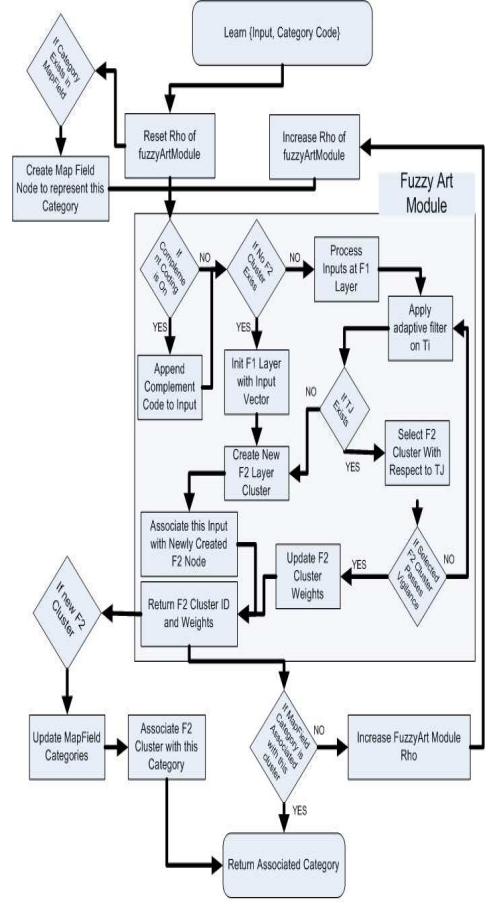 Learn {Input, Category Code}
If Category
Exists in
MapField
Reset Rho of
fuzzyArtModule
Increase Rho of
fuzzyArtModule
Create Map Field
Node to represent this
Category
Fuzzy Art
Module
If
Compleme
nt Coding
is On
NO
If No F2
Cluster
Exiss
NO
Process
Inputs at F1
Layer
YES
YES
Apply
adaptive filter
on Ti
Append
Complement
Code to Input
Init F1 Layer
with Input
Vector
NO
If TJ
Exists
YES
Select F2
Cluster With
Respect to TJ
Create New
F2 Layer
Cluster
Associate this Input
with Newly Created
F2 Node
Update F2
Cluster
Weights
YES
If Selected
F2 Cluster
Passes
Vigilance
NO
If new F2
Cluster
Return F2 Cluster ID
and Weights
Update MapField
Categories
Associate F2
Cluster with this
Category
If MapField
Category is
Associated
with this
cluster
NO
Increase FuzzyArt Module
Rho
YES
Return Associated Category